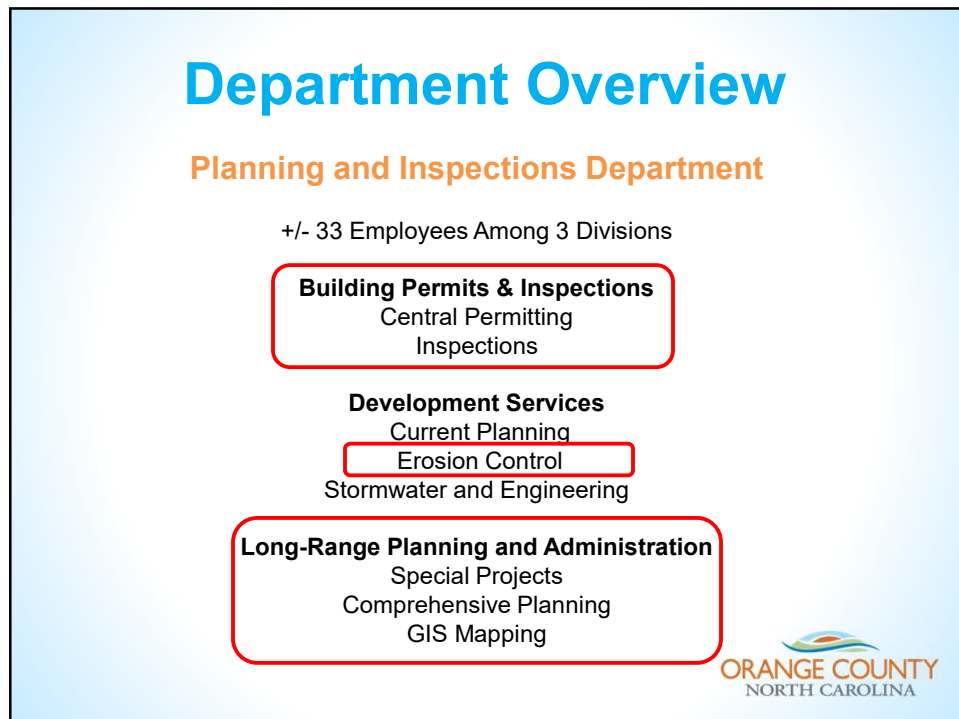 Department Overview
Planning and Inspections Department
+/- 33 Employees Among 3 Divisions
Building Permits & Inspections
Central Permitting
Inspections
Development Services
Current Planning
Erosion Control
Stormwater and Engineering
Long-Range Planning and Administration
Special Projects
Comprehensive Planning
GIS Mapping
ORANGE COUNTY
NORTH CAROLINA